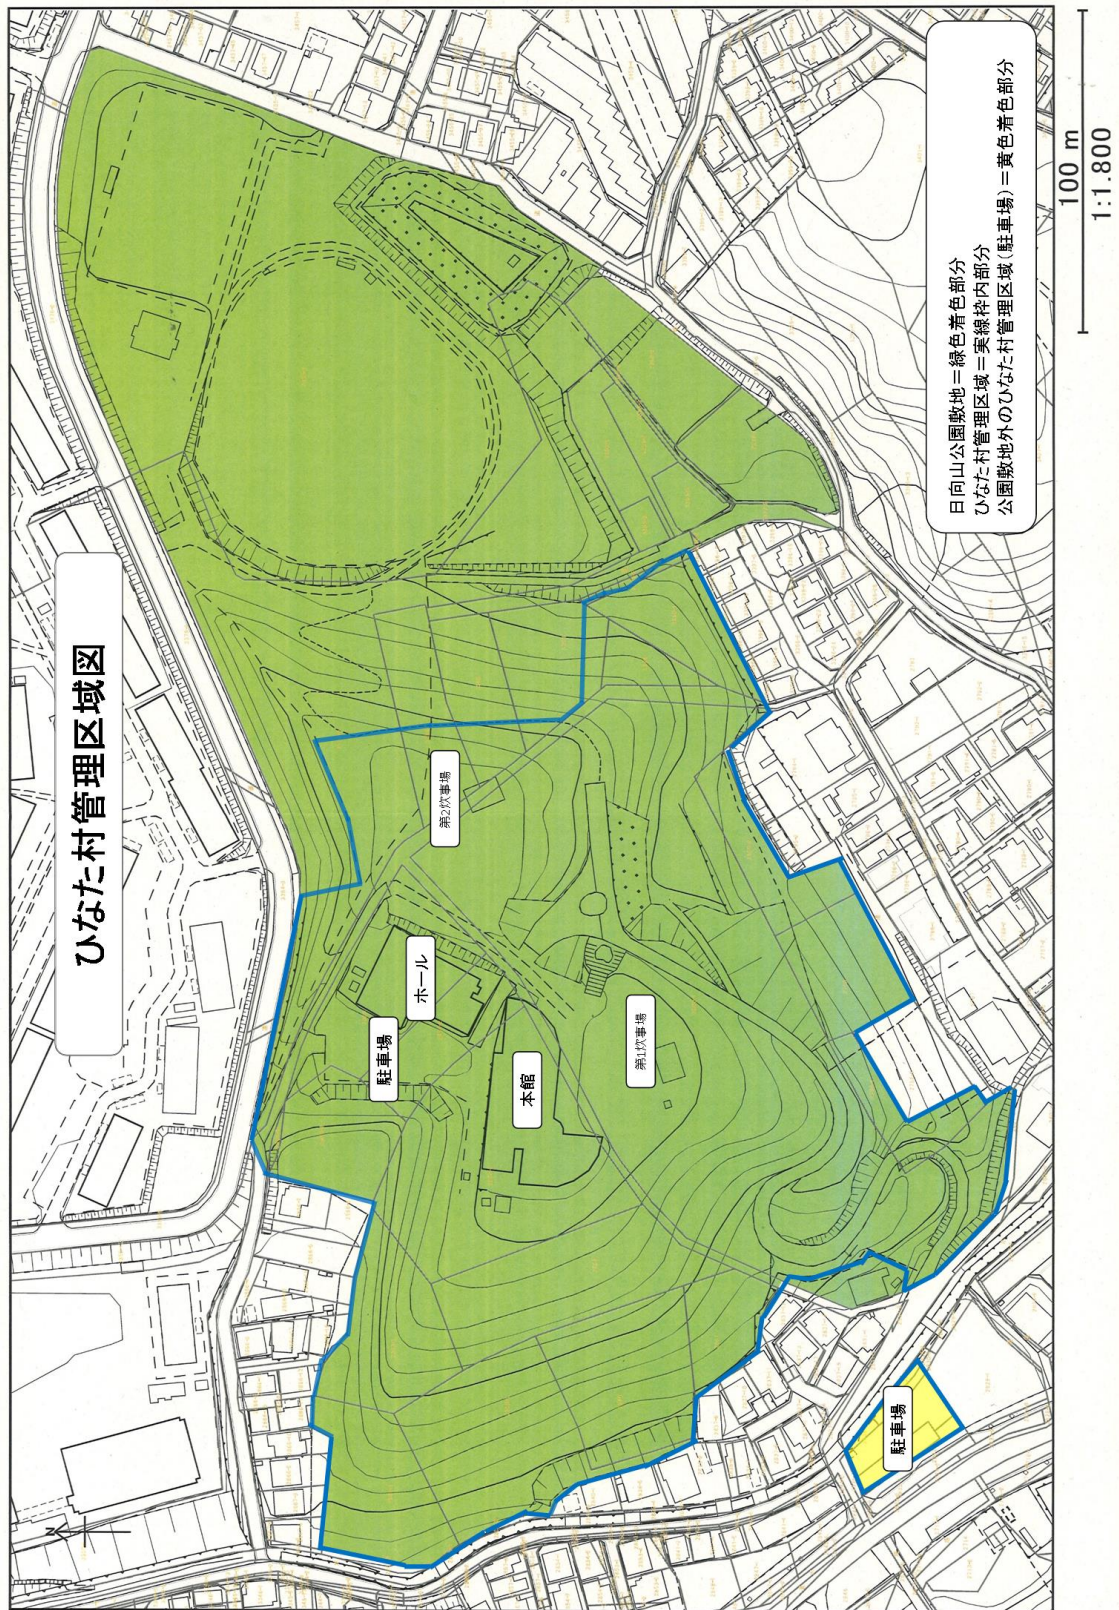 ひなた村管理区域図
第2炊事場
ホール
駐車場
本館
第1炊事場
駐車場
日向山公園敷地＝緑色着色部分
ひなた村管理区域＝実線枠内部分
公園敷地外のひなた村管理区域(駐車場)＝黄色着色部分
N
100 m
1:1.800